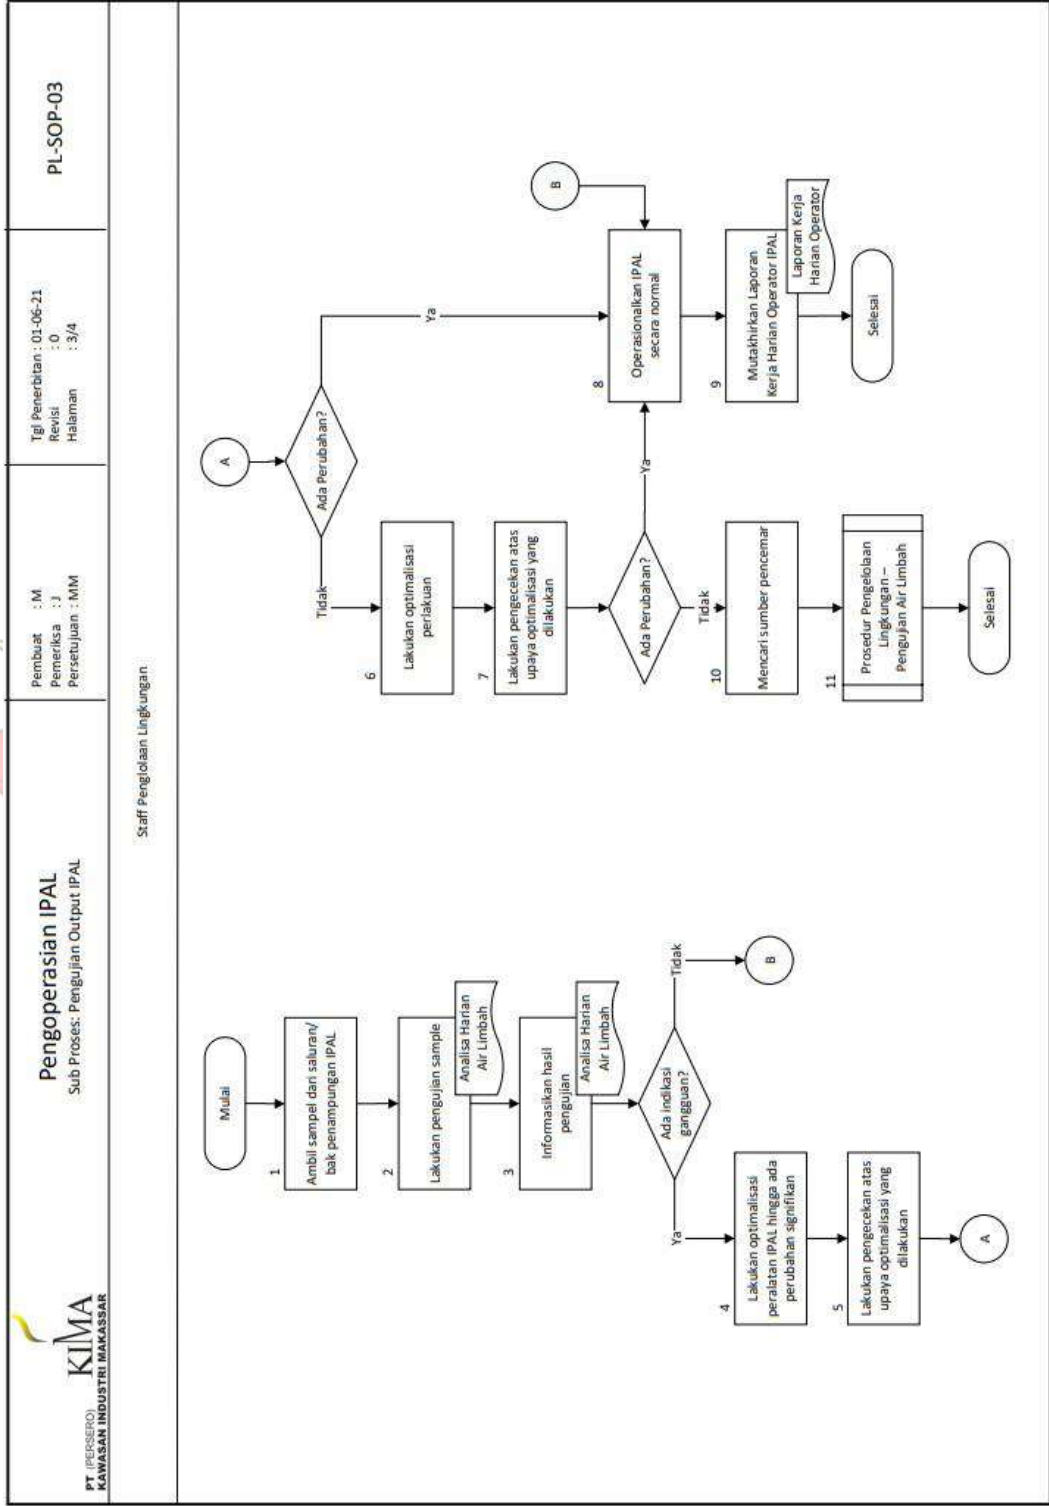 PT (PERSERO)
KIMA
KAWASAN INDUSTRI MAKASSAR
Pengoperasian IPAL
Sub Proses: Pengujian Output IPAL
Pembuat : M
Pemeriksa : J
Persetujuan : MM
Tgl Penerbitan : 01-06-21
Revisi : 0
Halaman : 3/4
PL-SOP-03
Staff Penglolaan Lingkungan
Mulai
1
Ambil sampel dari saluran/
bak penampungan IPAL
2
Lakukan pengujian sample
Analisa Harian
Air Limbah
3
Informasikan hasil
pengujian
Analisa Harian
Air Limbah
Ada indikasi
gangguan?
Ya
Tidak
B
4
Lakukan optimalisasi
peralatan IPAL hingga ada
perubahan signifikan
5
Lakukan pengecekan atas
upaya optimalisasi yang
dilakukan
A
A
Ada Perubahan?
Tidak
Ya
6
Lakukan optimalisasi
perlakuan
7
Lakukan pengecekan atas
upaya optimalisasi yang
dilakukan
Ada Perubahan?
Ya
Tidak
B
8
Operasionalkan IPAL
secara normal
9
Mutakhirkan Laporan
Kerja Harian Operator IPAL
Laporan Kerja
Harian Operator
Selesai
10
Mencari sumber pencemar
11
Prosedur Pengelolaan
Lingkungan –
Pengujian Air Limbah
Selesai